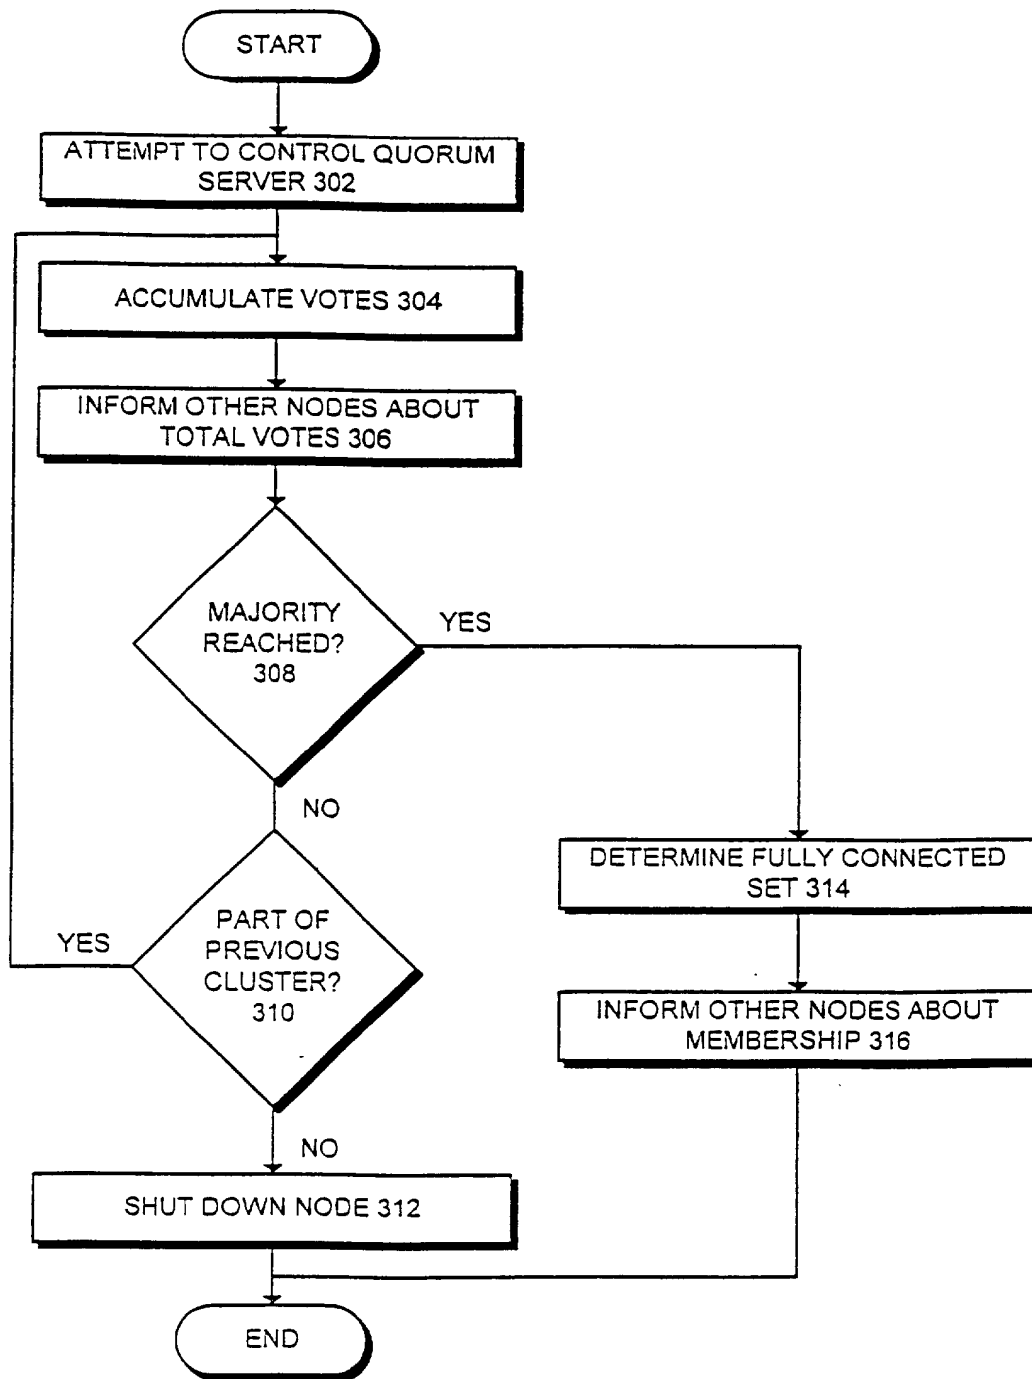 START
ATTEMPT TO CONTROL QUORUM
SERVER 302
ACCUMULATE VOTES 304
INFORM OTHER NODES ABOUT
TOTAL VOTES 306
MAJORITY
REACHED?
308
YES
NO
PART OF
PREVIOUS
CLUSTER?
310
YES
NO
SHUT DOWN NODE 312
DETERMINE FULLY CONNECTED
SET 314
INFORM OTHER NODES ABOUT
MEMBERSHIP 316
END